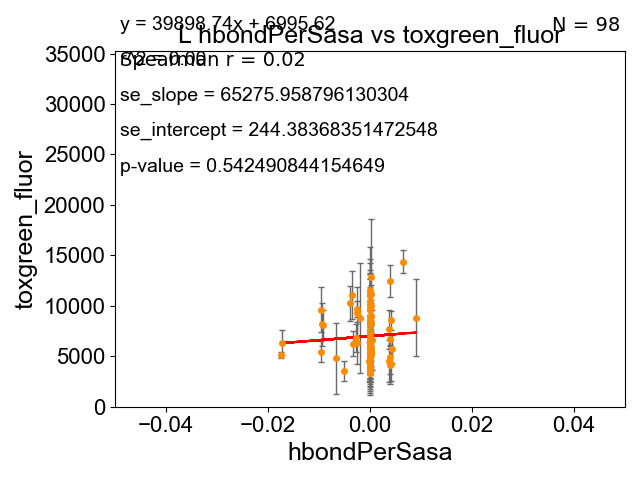 y = 39898.74x + 6995.62
N = 98
L hbondPerSasa vs toxgreen_fluor
Spearman r = 0.02
se_slope = 65275.958796130304
se_intercept = 244.38368351472548
p-value = 0.542490844154649
35000
30000
25000
20000
15000
10000
5000
0
toxgreen_fluor
−0.04
−0.02
0.00
0.02
0.04
hbondPerSasa